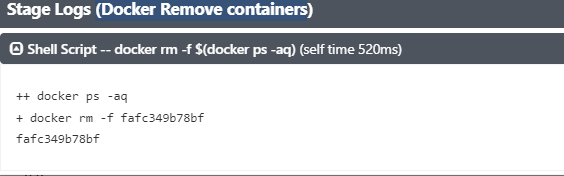 Stage Logs (Docker Remove containers)
Shell Script -- docker rm -f $(docker ps -aq) (self time 520ms)
++ docker ps -aq
+ docker rm -f fafc349b78bf
fafc349b78bf